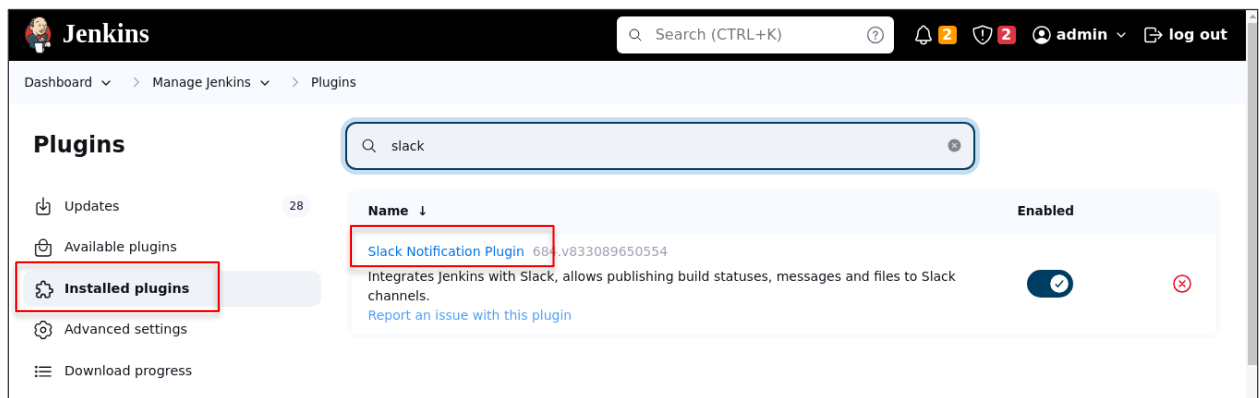 Jenkins
Search (CTRL+K)
2
2
admin
log out
Dashboard
Manage Jenkins
Plugins
Plugins
slack
Updates 28
Available plugins
Installed plugins
Advanced settings
Download progress
Name ↓ Enabled
Slack Notification Plugin 684.v833089650554
Integrates Jenkins with Slack, allows publishing build statuses, messages and files to Slack
channels.
Report an issue with this plugin